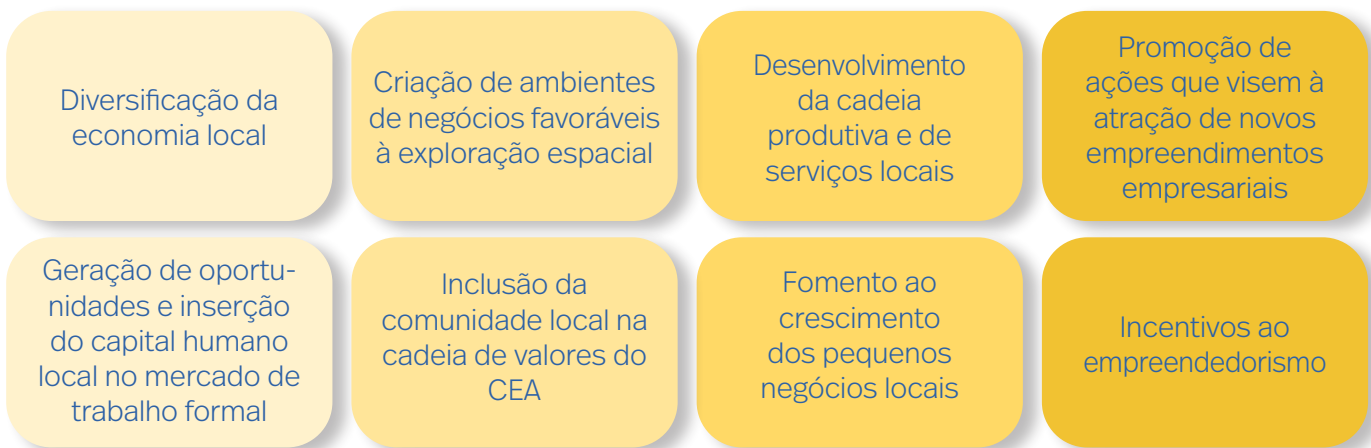 Diversificação da
economia local
Criação de ambientes
de negócios favoráveis
à exploração espacial
Desenvolvimento
da cadeia
produtiva e de
serviços locais
Promoção de
ações que visem à
atração de novos
empreendimentos
empresariais
Geração de oportu-
nidades e inserção
do capital humano
local no mercado de
trabalho formal
Inclusão da
comunidade local na
cadeia de valores do
CEA
Fomento ao
crescimento
dos pequenos
negócios locais
Incentivos ao
empreendedorismo